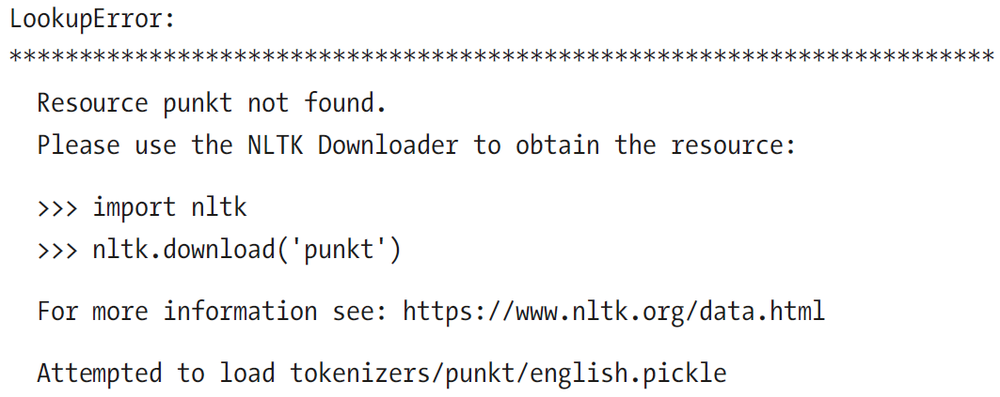 LookupError:
**********************************************************************
Resource punkt not found.
Please use the NLTK Downloader to obtain the resource:
>>> import nltk
>>> nltk.download('punkt')
For more information see: https://www.nltk.org/data.html
Attempted to load tokenizers/punkt/english.pickle